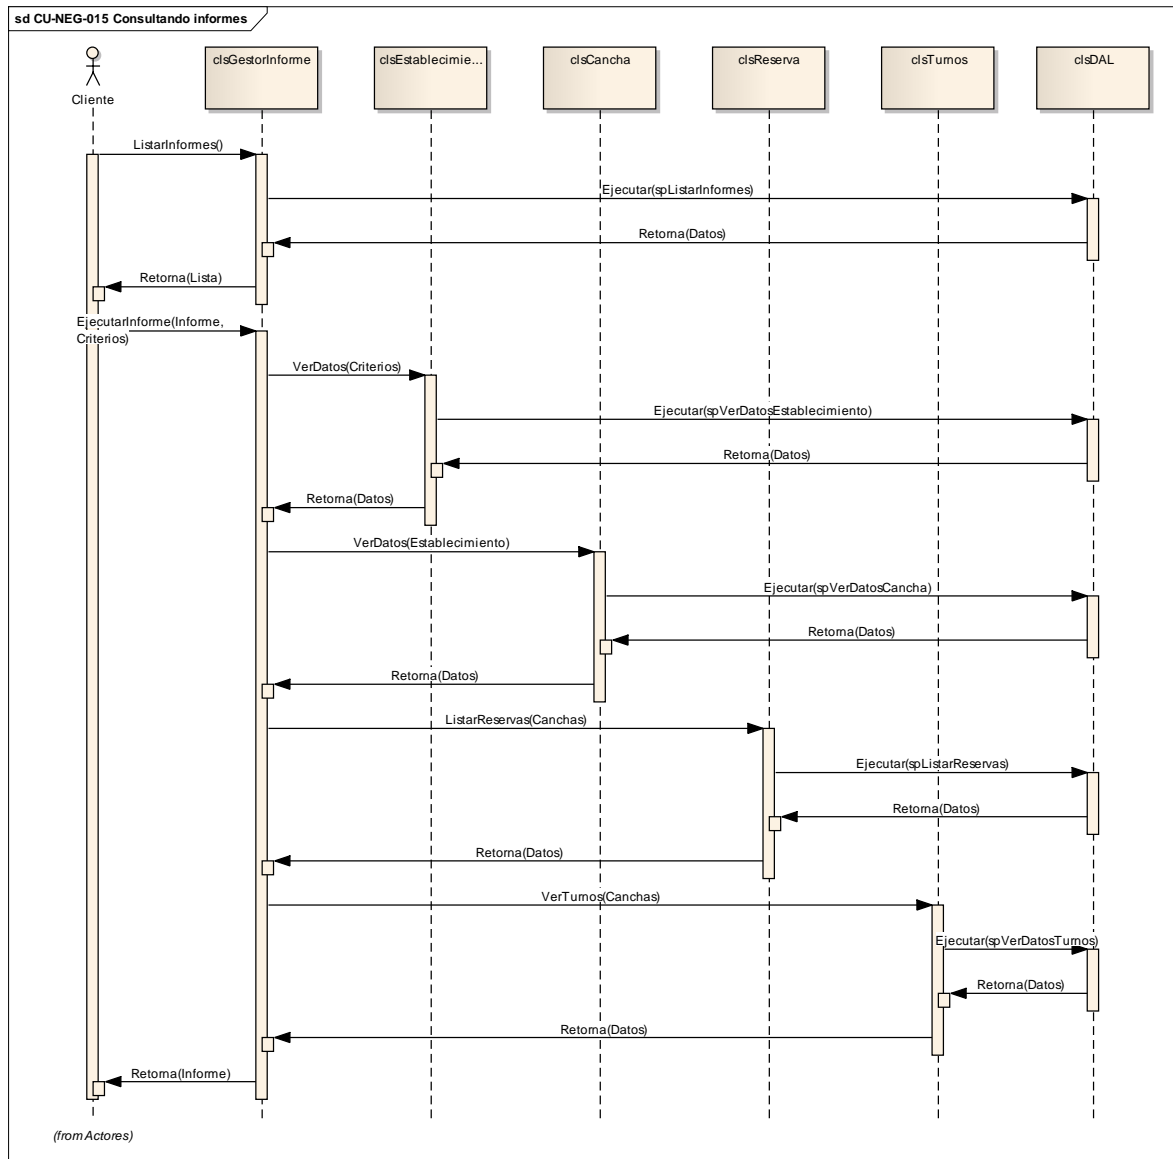 sd CU-NEG-015 Consultando informes
Cliente
clsGestorInforme
clsEstablecimie...
clsCancha
clsReserva
clsTurnos
clsDAL
ListarInformes()
Ejecutar(spListarInformes)
Retorna(Datos)
Retorna(Lista)
EjecutarInforme(Informe,
Criterios)
VerDatos(Criterios)
Ejecutar(spVerDatosEstablecimiento)
Retorna(Datos)
Retorna(Datos)
VerDatos(Establecimiento)
Ejecutar(spVerDatosCancha)
Retorna(Datos)
Retorna(Datos)
ListarReservas(Canchas)
Ejecutar(spListarReservas)
Retorna(Datos)
Retorna(Datos)
VerTurnos(Canchas)
Ejecutar(spVerDatosTurnos)
Retorna(Datos)
Retorna(Datos)
Retorna(Informe)
(from Actores)